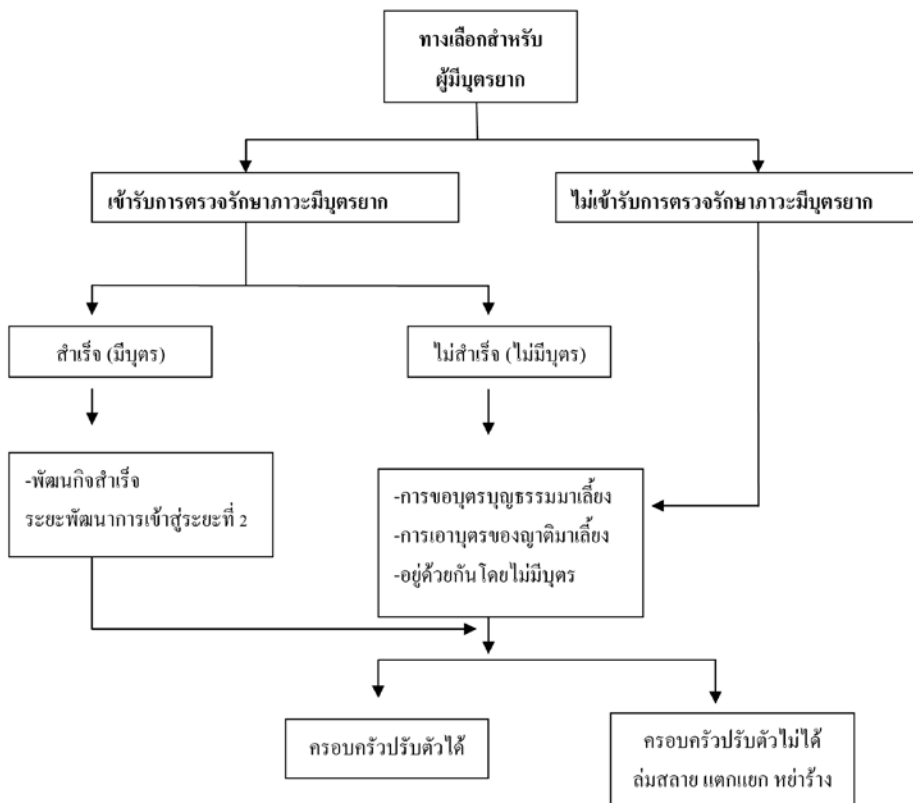 ทางเลือกสำหรับ
ผู้มีบุตรยาก
เข้ารับการตรวจรักษาภาวะมีบุตรยาก
ไม่เข้ารับการตรวจรักษาภาวะมีบุตรยาก
สำเร็จ (มีบุตร)
ไม่สำเร็จ (ไม่มีบุตร)
-พัฒนกิจสำเร็จ
ระยะพัฒนาการเข้าสู่ระยะที่ 2
-การขอบุตรบุญธรรมมาเลี้ยง
-การเอาบุตรของญาติมาเลี้ยง
-อยู่ด้วยกันโดยไม่มีบุตร
ครอบครัวปรับตัวได้
ครอบครัวปรับตัวไม่ได้
ล่มสลาย แตกแยก หย่าร้าง